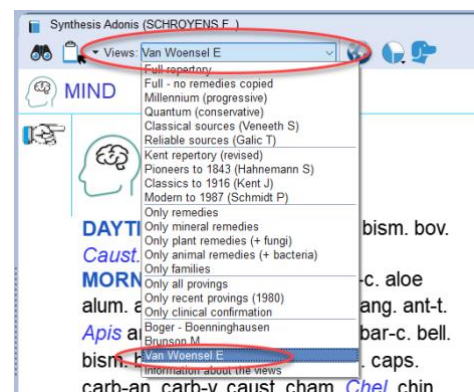 Synthesis Adonis (SCHROYENS F.)
Views: Van Woensel E
MIND
Full repertory
Full - no remedies copied
Millennium (progressive)
Quantum (conservative)
Classical sources (Veneeth S)
Reliable sources (Galic T)
Kent repertory (revised)
Pioneers to 1843 (Hahnemann S)
Classics to 1916 (Kent J)
Modern to 1987 (Schmidt P)
Only remedies
Only mineral remedies
Only plant remedies (+ fungi)
Only animal remedies (+ bacteria)
Only families
Only all provings
Only recent provings (1980)
Only clinical confirmation
Boger - Boenninghausen
Brunson M
Van Woensel E
Information about the views
DAYT bism. bov.
Caust.
MORN -c. aloe
alum. a ang. ant-t.
Apis a bar-c. bell.
bism. b . caps.
carb-an. carb-v. caust. cham. Chel. chin.